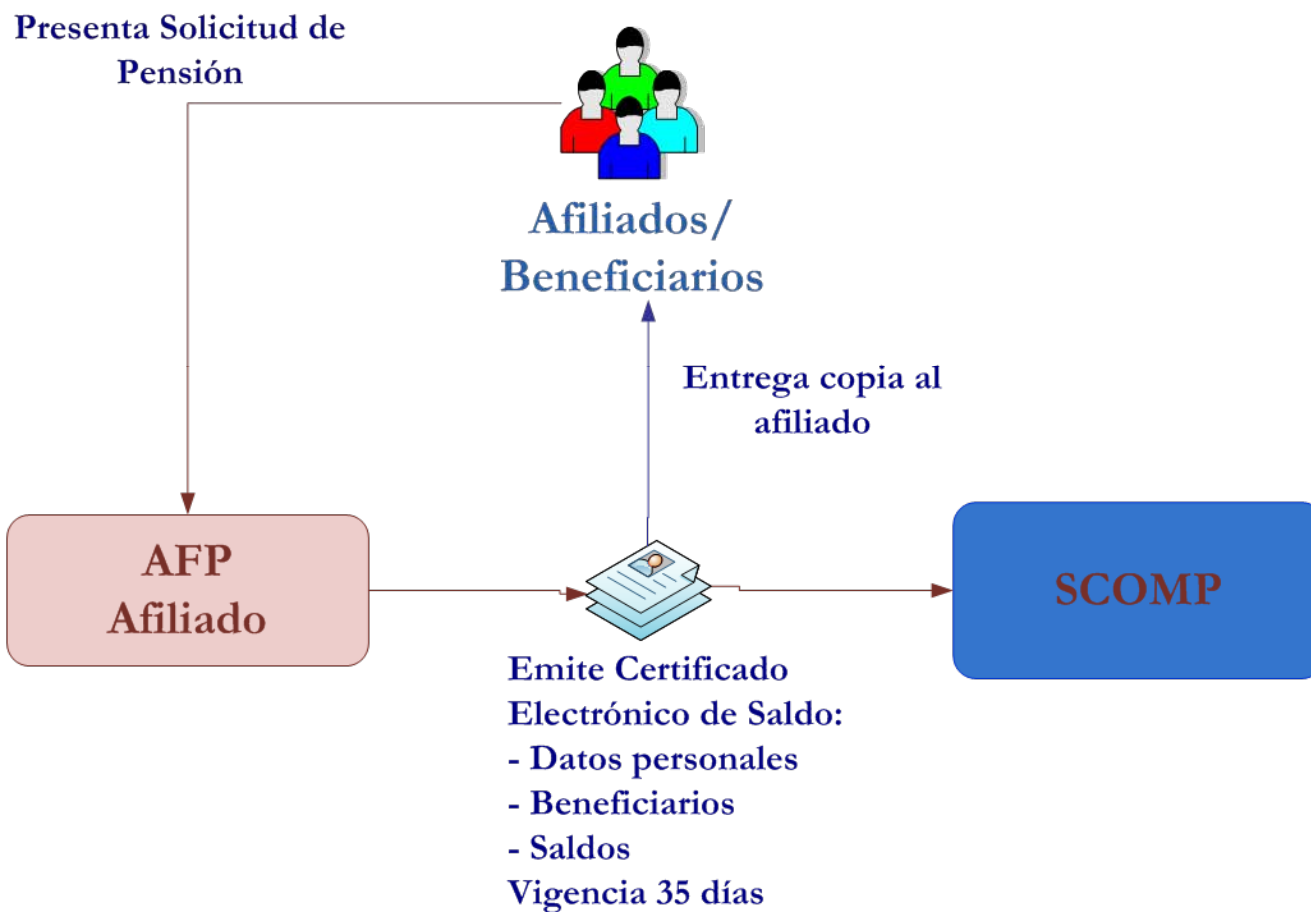 Presenta Solicitud de
Pensión
Afiliados/
Beneficiarios
Entrega copia al
afiliado
AFP
Afiliado
SCOMP
Emite Certificado
Electrónico de Saldo:
- Datos personales
- Beneficiarios
- Saldos
Vigencia 35 días